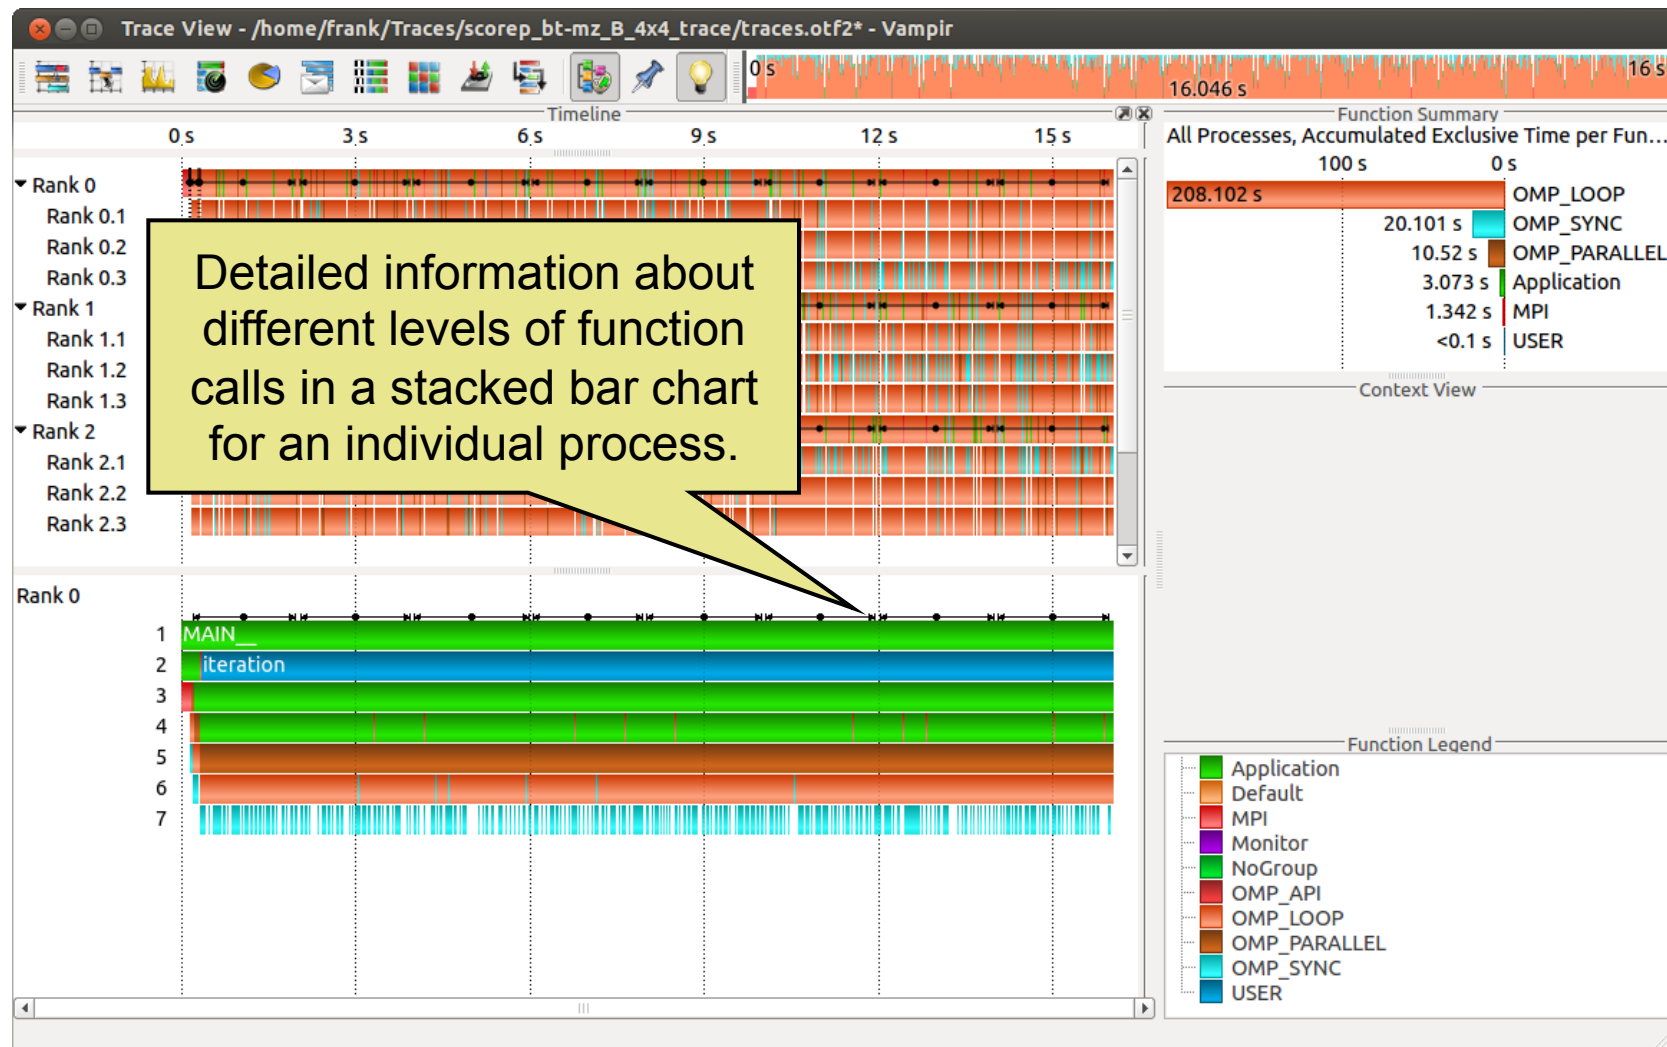 Trace View - /home/frank/Traces/scorep_bt-mz_B_4x4_trace/traces.otf2* - Vampir
0 s
16 s
16.046 s
Timeline
0 s
3 s
6 s
9 s
12 s
15 s
Rank 0
Rank 0.1
Rank 0.2
Rank 0.3
Rank 1
Rank 1.1
Rank 1.2
Rank 1.3
Rank 2
Rank 2.1
Rank 2.2
Rank 2.3
Detailed information about
different levels of function
calls in a stacked bar chart
for an individual process.
Rank 0
1 MAIN__
2 iteration
3
4
5
6
7
Function Summary
All Processes, Accumulated Exclusive Time per Fun...
100 s 0 s
208.102 s OMP_LOOP
20.101 s OMP_SYNC
10.52 s OMP_PARALLEL
3.073 s Application
1.342 s MPI
<0.1 s USER
Context View
Function Legend
Application
Default
MPI
Monitor
NoGroup
OMP_API
OMP_LOOP
OMP_PARALLEL
OMP_SYNC
USER